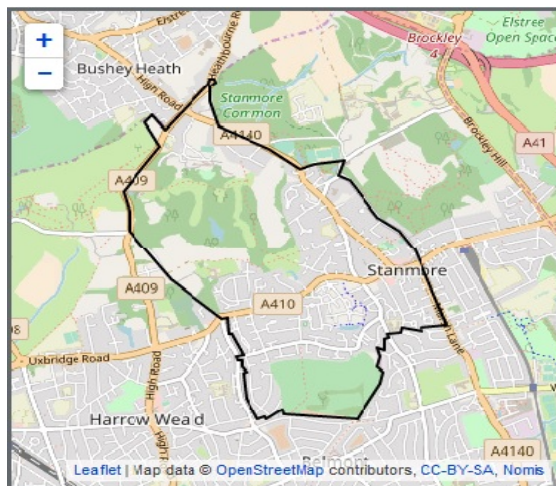 +
−
Elstree
Heathbourne Road
Bushey Heath
High Road
Stanmore
Common
Brockley
4
Elstree
Open Space
A4140
A41
Brockley Hill
A409
Stanmore
A409
A410
Marsh Lane
Uxbridge Road
High Road
Harrow Weald
Belmont
A4140
Leaflet | Map data © OpenStreetMap contributors, CC-BY-SA, Nomis